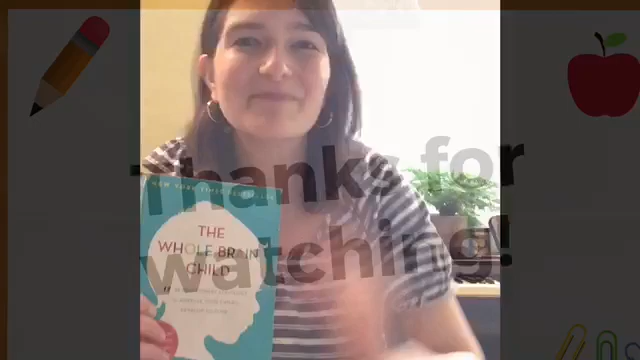 NEW YORK TIMES BESTSELLER
THE
WHOLE-BRAIN
CHILD
Thanks for
watching!